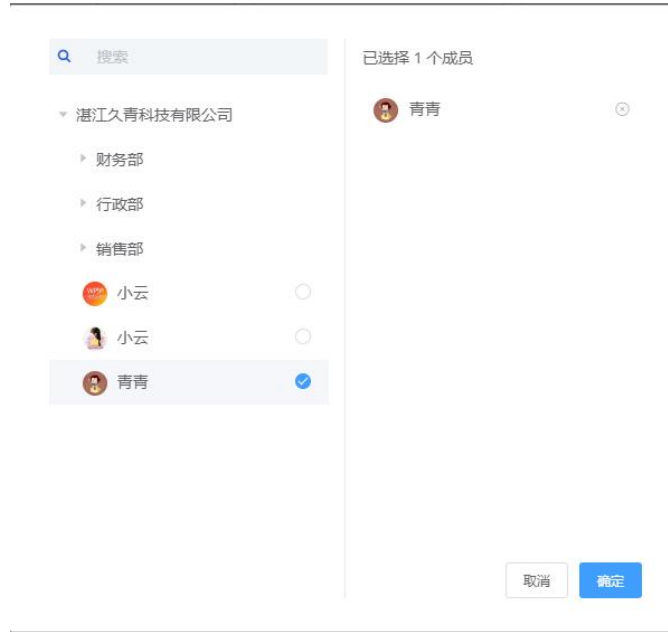 搜索
湛江久青科技有限公司
财务部
行政部
销售部
小云
小云
青青
已选择 1 个成员
青青
取消
确定